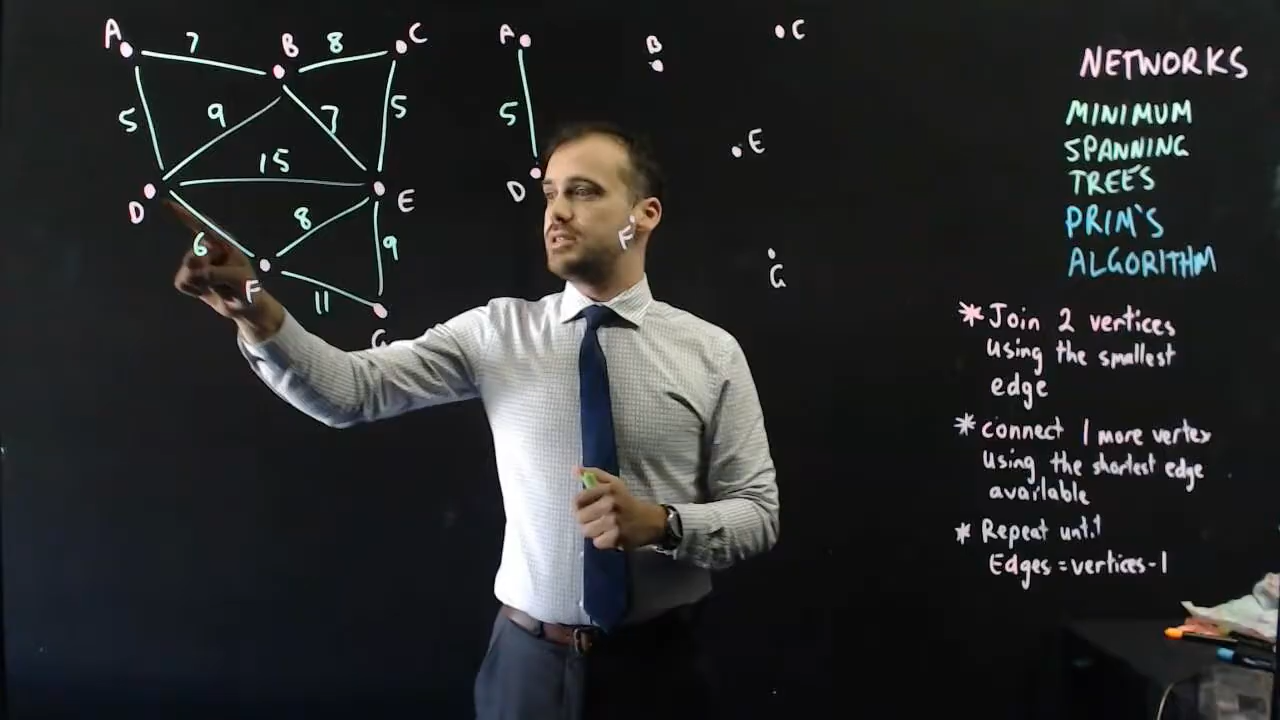 A 7 B 8 C
5 9 7 5
15
D E
6 8 9
F 11
G
A B C
5 E
D F
G
NETWORKS
MINIMUM
SPANNING
TREES
PRIM'S
ALGORITHM
* Join 2 vertices
using the smallest
edge
* connect 1 more vertex
using the shortest edge
available
* Repeat until
Edges = vertices - 1